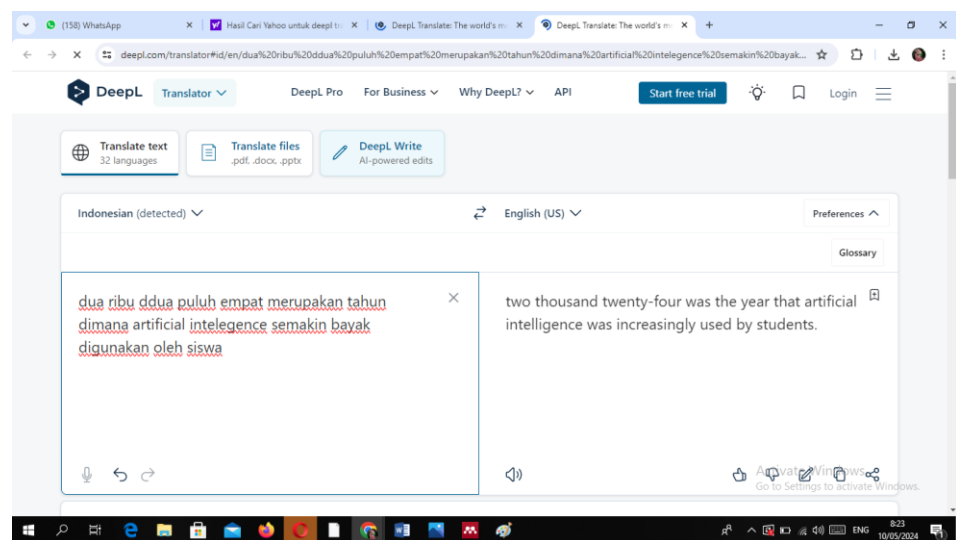 (158) WhatsApp
Hasil Cari Yahoo untuk deepl tr
DeepL Translate: The world's m
DeepL Translate: The world's m
deepl.com/translator#id/en/dua%20ribu%20ddua%20puluh%20empat%20merupakan%20tahun%20dimana%20artificial%20intelegence%20semakin%20bayak...
DeepL Translator DeepL Pro For Business Why DeepL? API Start free trial Login
Translate text
32 languages
Translate files
.pdf, .docx, .pptx
DeepL Write
AI-powered edits
Indonesian (detected) English (US) Preferences
Glossary
dua ribu ddua puluh empat merupakan tahun
dimana artificial intelegence semakin bayak
digunakan oleh siswa
two thousand twenty-four was the year that artificial
intelligence was increasingly used by students.
Activate Windows
Go to Settings to activate Windows.
ENG
8:23
10/05/2024